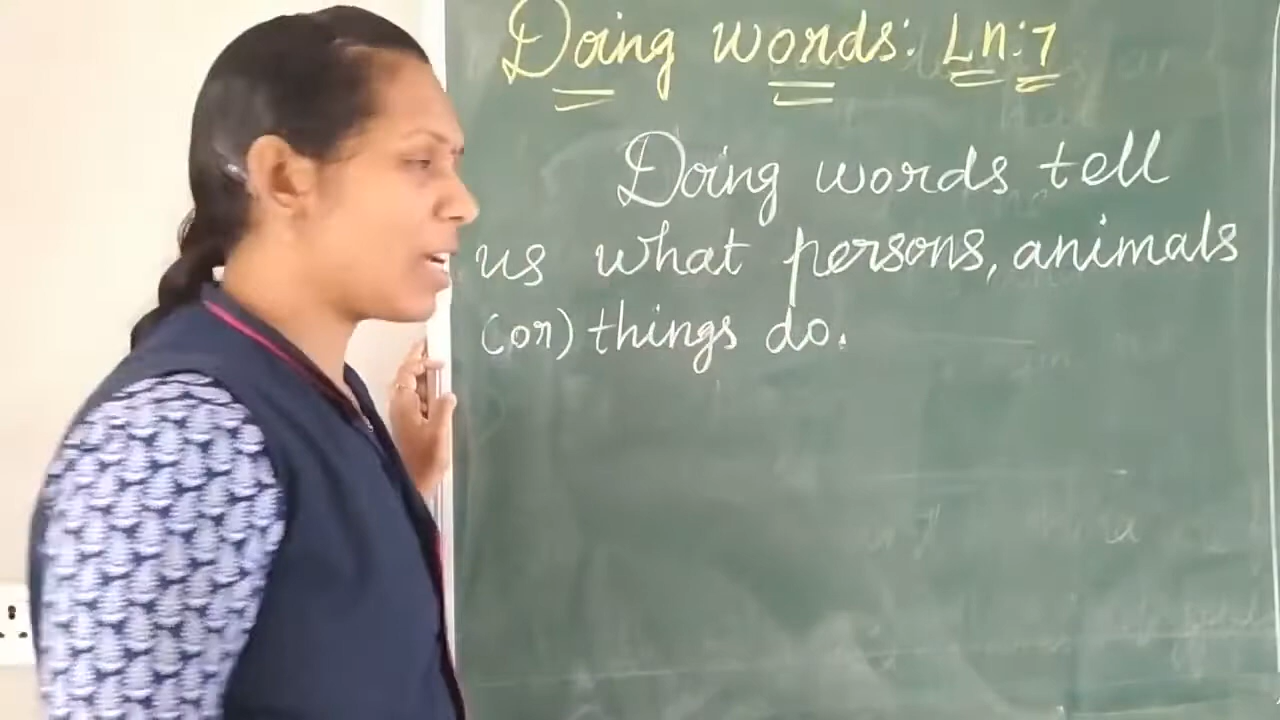 Doing words: Ln:7
Doing words tell
us what persons, animals
(or) things do.